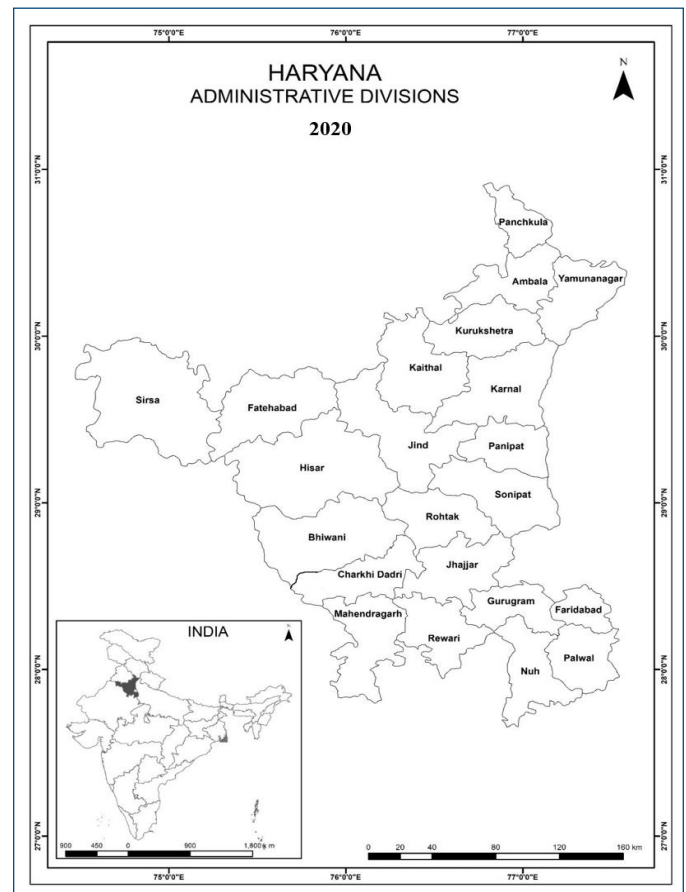 75°0'0"E
76°0'0"E
77°0'0"E
HARYANA
ADMINISTRATIVE DIVISIONS
2020
N
31°0'0"N
31°0'0"N
Panchkula
Ambala
Yamunanagar
Kurukshetra
30°0'0"N
30°0'0"N
Kaithal
Karnal
Sirsa
Fatehabad
Jind
Panipat
Hisar
Sonipat
29°0'0"N
29°0'0"N
Rohtak
Bhiwani
Jhajjar
Charkhi Dadri
Gurugram
Faridabad
Mahendragarh
Rewari
Palwal
Nuh
28°0'0"N
28°0'0"N
INDIA
N
27°0'0"N
27°0'0"N
900 450 0 900 1,800
0 20 40 80 120 160 km
75°0'0"E
76°0'0"E
77°0'0"E